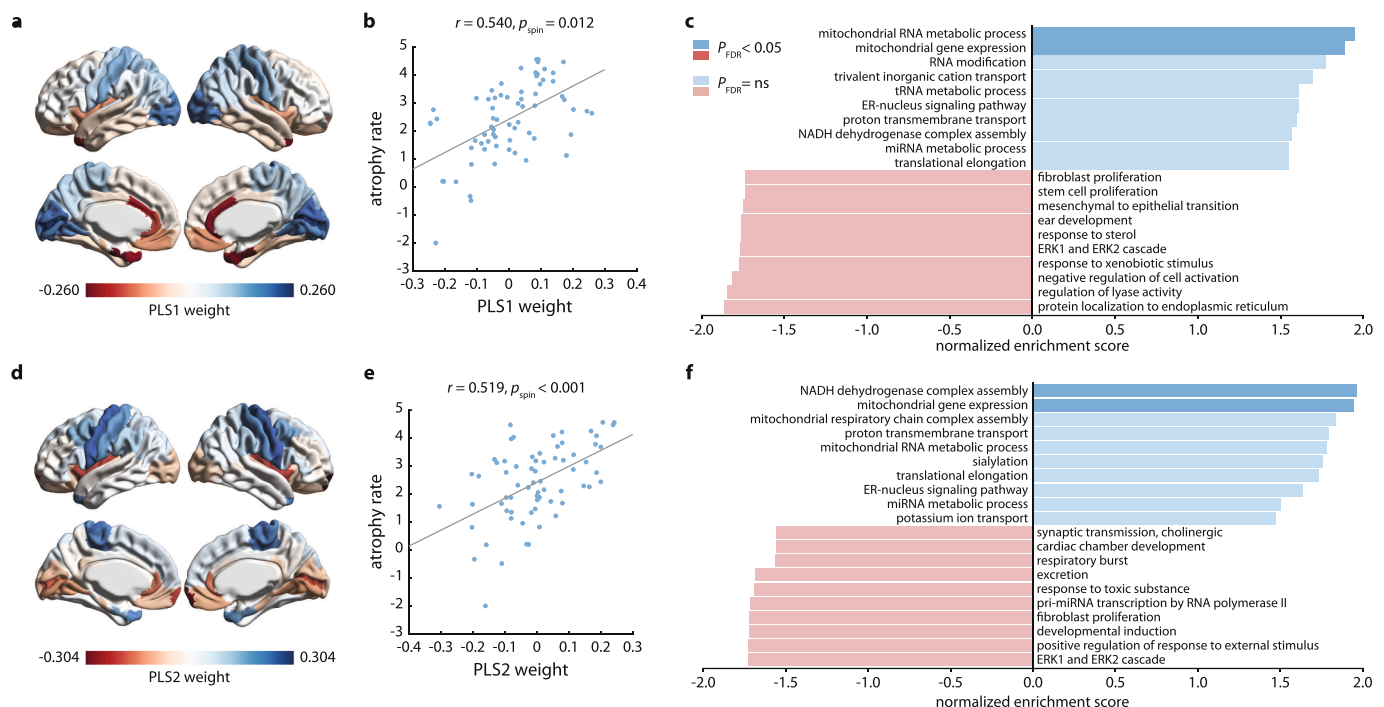 a
-0.260
0.260
PLS1 weight
b
r = 0.540, pspin = 0.012
atrophy rate
5
4
3
2
1
0
-1
-2
-3
-0.3
-0.2
-0.1
0
0.1
0.2
0.3
0.4
PLS1 weight
c
PFDR< 0.05
PFDR= ns
mitochondrial RNA metabolic process
mitochondrial gene expression
RNA modification
trivalent inorganic cation transport
tRNA metabolic process
ER-nucleus signaling pathway
proton transmembrane transport
NADH dehydrogenase complex assembly
miRNA metabolic process
translational elongation
fibroblast proliferation
stem cell proliferation
mesenchymal to epithelial transition
ear development
response to sterol
ERK1 and ERK2 cascade
response to xenobiotic stimulus
negative regulation of cell activation
regulation of lyase activity
protein localization to endoplasmic reticulum
-2.0
-1.5
-1.0
-0.5
0.0
0.5
1.0
1.5
2.0
normalized enrichment score
d
-0.304
0.304
PLS2 weight
e
r = 0.519, pspin < 0.001
atrophy rate
5
4
3
2
1
0
-1
-2
-3
-0.4
-0.3
-0.2
-0.1
0
0.1
0.2
0.3
PLS2 weight
f
NADH dehydrogenase complex assembly
mitochondrial gene expression
mitochondrial respiratory chain complex assembly
proton transmembrane transport
mitochondrial RNA metabolic process
sialylation
translational elongation
ER-nucleus signaling pathway
miRNA metabolic process
potassium ion transport
synaptic transmission, cholinergic
cardiac chamber development
respiratory burst
excretion
response to toxic substance
pri-miRNA transcription by RNA polymerase II
fibroblast proliferation
developmental induction
positive regulation of response to external stimulus
ERK1 and ERK2 cascade
-2.0
-1.5
-1.0
-0.5
0.0
0.5
1.0
1.5
2.0
normalized enrichment score